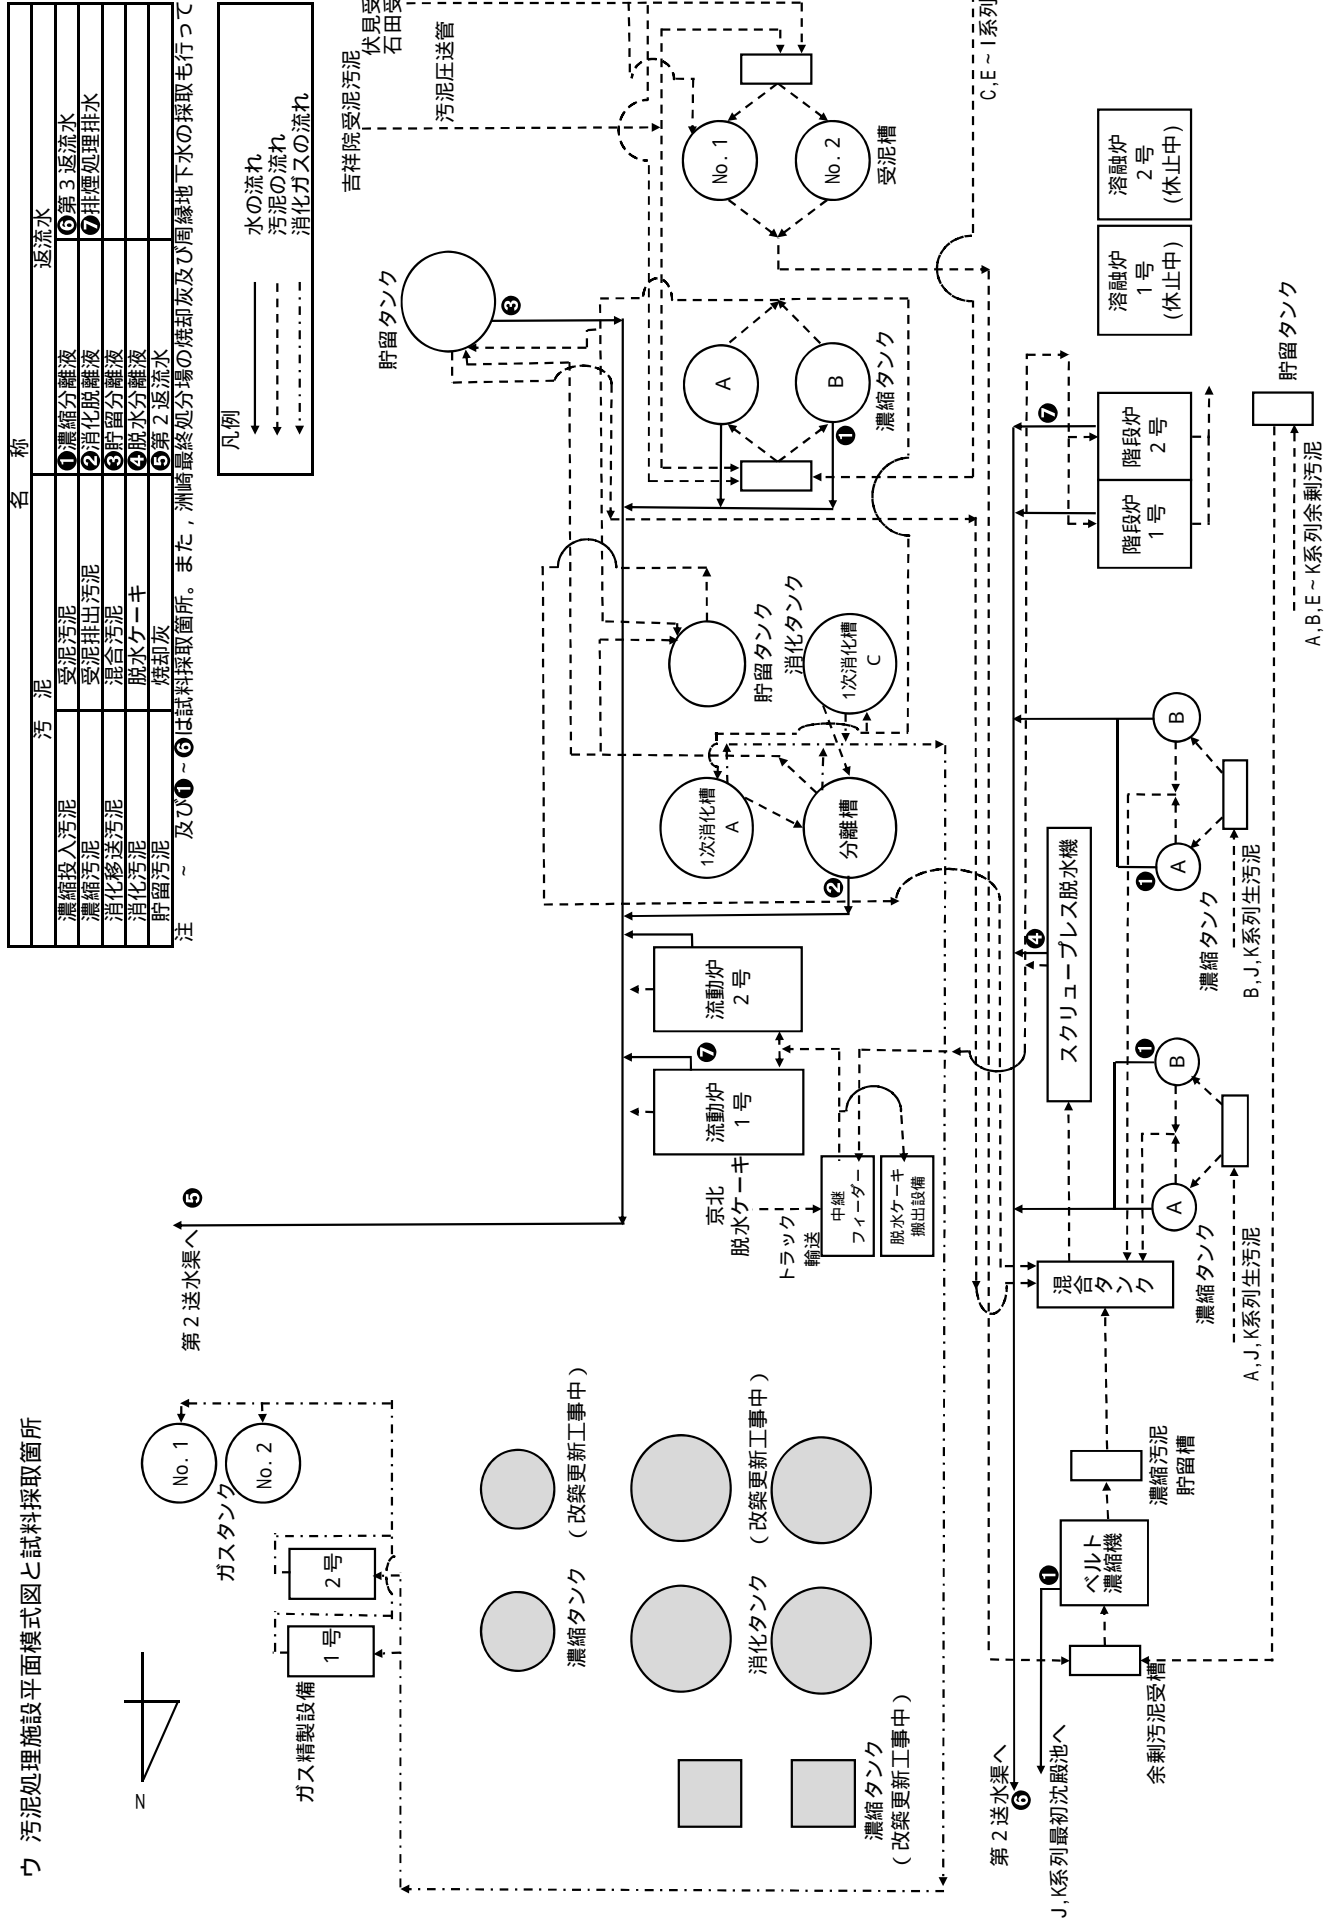 ウ 汚泥処理施設平面模式図と試料採取箇所
名 称
汚 泥
返流水
濃縮投入汚泥 受泥汚泥 ❶濃縮分離液 ❻第3返流水
濃縮汚泥 受泥排出汚泥 ❷消化脱離液 ❼排煙処理排水
消化移送汚泥 混合汚泥 ❸貯留分離液
消化汚泥 脱水ケーキ ❹脱水分離液
貯留汚泥 焼却灰 ❺第2返流水
注 ~ 及び❶~❻は試料採取箇所。また,洲崎最終処分場の焼却灰及び周縁地下水の採取も行って
凡例
水の流れ
汚泥の流れ
消化ガスの流れ
N
第2送水渠へ
❺
No.1
No.2
ガスタンク
2号
1号
ガス精製設備
吉祥院受泥汚泥
伏見受
石田受
汚泥圧送管
貯留タンク
❸
No.1
No.2
受泥槽
A
B
濃縮タンク
❶
C,E~I系列
貯留タンク
消化タンク
1次消化槽
C
1次消化槽
A
分離槽
❷
流動炉
2号
流動炉
1号
❼
京北
脱水ケーキ
トラック
輸送
中継
フィーダー
脱水ケーキ
搬出設備
(改築更新工事中)
濃縮タンク
(改築更新工事中)
消化タンク
濃縮タンク
(改築更新工事中)
溶融炉
2号
(休止中)
溶融炉
1号
(休止中)
❼
階段炉
2号
階段炉
1号
貯留タンク
A,B,E~K系列余剰汚泥
❹
スクリュープレス脱水機
B
A
❶
濃縮タンク
B,J,K系列生汚泥
B
❶
A
濃縮タンク
A,J,K系列生汚泥
混合タンク
濃縮汚泥
貯留槽
ベルト
濃縮機
❶
余剰汚泥受槽
第2送水渠へ
❻
J,K系列最初沈殿池へ